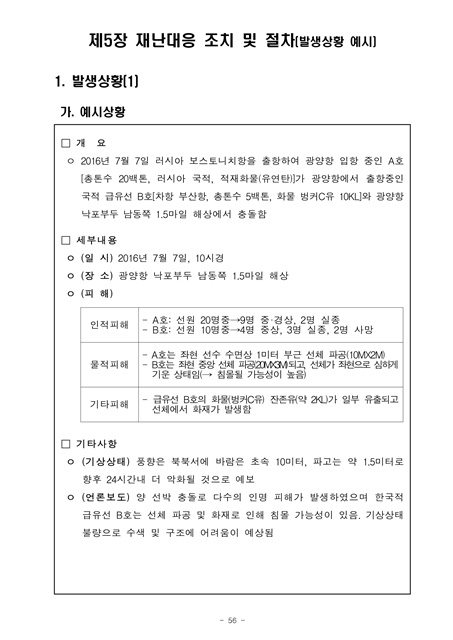 제5장 재난대응 조치 및 절차[발생상황 예시]
1. 발생상황[1]
가. 예시상황
□ 개 요
ㅇ 2016년 7월 7일 러시아 보스토니치항을 출항하여 광양항 입항 중인 A호
[총톤수 20백톤, 러시아 국적, 적재화물(유연탄)]가 광양항에서 출항중인
국적 급유선 B호[차항 부산항, 총톤수 5백톤, 화물 벙커C유 10KL]와 광양항
낙포부두 남동쪽 1.5마일 해상에서 충돌함
□ 세부내용
ㅇ (일 시) 2016년 7월 7일, 10시경
ㅇ (장 소) 광양항 낙포부두 남동쪽 1.5마일 해상
ㅇ (피 해)
인적피해
- A호: 선원 20명중→9명 중·경상, 2명 실종
- B호: 선원 10명중→4명 중상, 3명 실종, 2명 사망
물적피해
- A호는 좌현 선수 수면상 1미터 부근 선체 파공(10MX2M)
- B호는 좌현 중앙 선체 파공(20MX3M)되고, 선체가 좌현으로 심하게
기운 상태임(→ 침몰될 가능성이 높음)
기타피해
- 급유선 B호의 화물(벙커C유) 잔존유(약 2KL)가 일부 유출되고
선체에서 화재가 발생함
□ 기타사항
ㅇ (기상상태) 풍향은 북북서에 바람은 초속 10미터, 파고는 약 1.5미터로
향후 24시간내 더 악화될 것으로 예보
ㅇ (언론보도) 양 선박 충돌로 다수의 인명 피해가 발생하였으며 한국적
급유선 B호는 선체 파공 및 화재로 인해 침몰 가능성이 있음. 기상상태
불량으로 수색 및 구조에 어려움이 예상됨
- 56 -